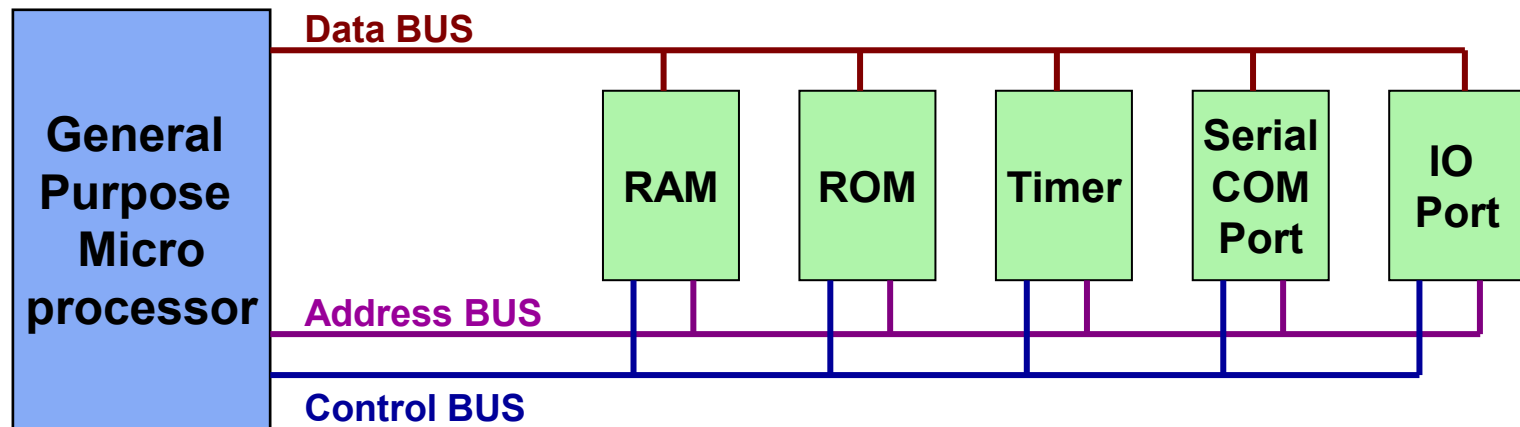 Data BUS
General
Purpose
Micro
processor
RAM
ROM
Timer
Serial
COM
Port
IO
Port
Address BUS
Control BUS